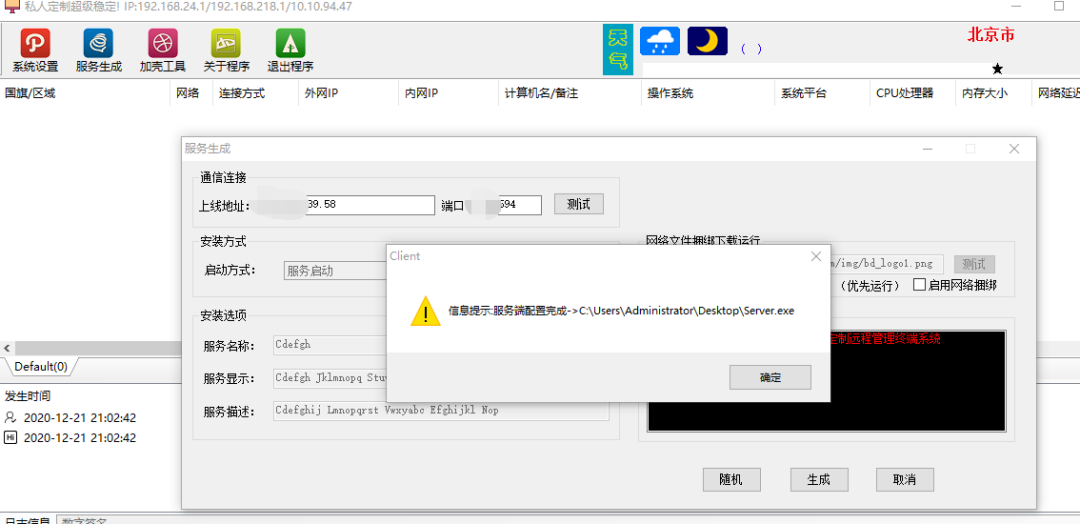 私人定制超级稳定! IP:192.168.24.1/192.168.218.1/10.10.94.47
系统设置 服务生成 加壳工具 关于程序 退出程序
天气
( )
北京市
国旗/区域 网络 连接方式 外网IP 内网IP 计算机名/备注 操作系统 系统平台 CPU处理器 内存大小 网络延迟
服务生成
通信连接
上线地址: 39.58 端口 594 测试
安装方式
启动方式: 服务启动
网络文件捆绑下载运行
/img/bd_logo1.png 测试
(优先运行) 启用网络捆绑
Client
信息提示:服务端配置完成->C:\Users\Administrator\Desktop\Server.exe
确定
安装选项
服务名称: Cdefgh
服务显示: Cdefgh Jklmnopq Stu
服务描述: Cdefghij Lmnopqrst Vwxyabc Efghijkl Nop
定制远程管理终端系统
随机 生成 取消
Default(0)
发生时间
2020-12-21 21:02:42
Hi 2020-12-21 21:02:42
日志信息 数字签名